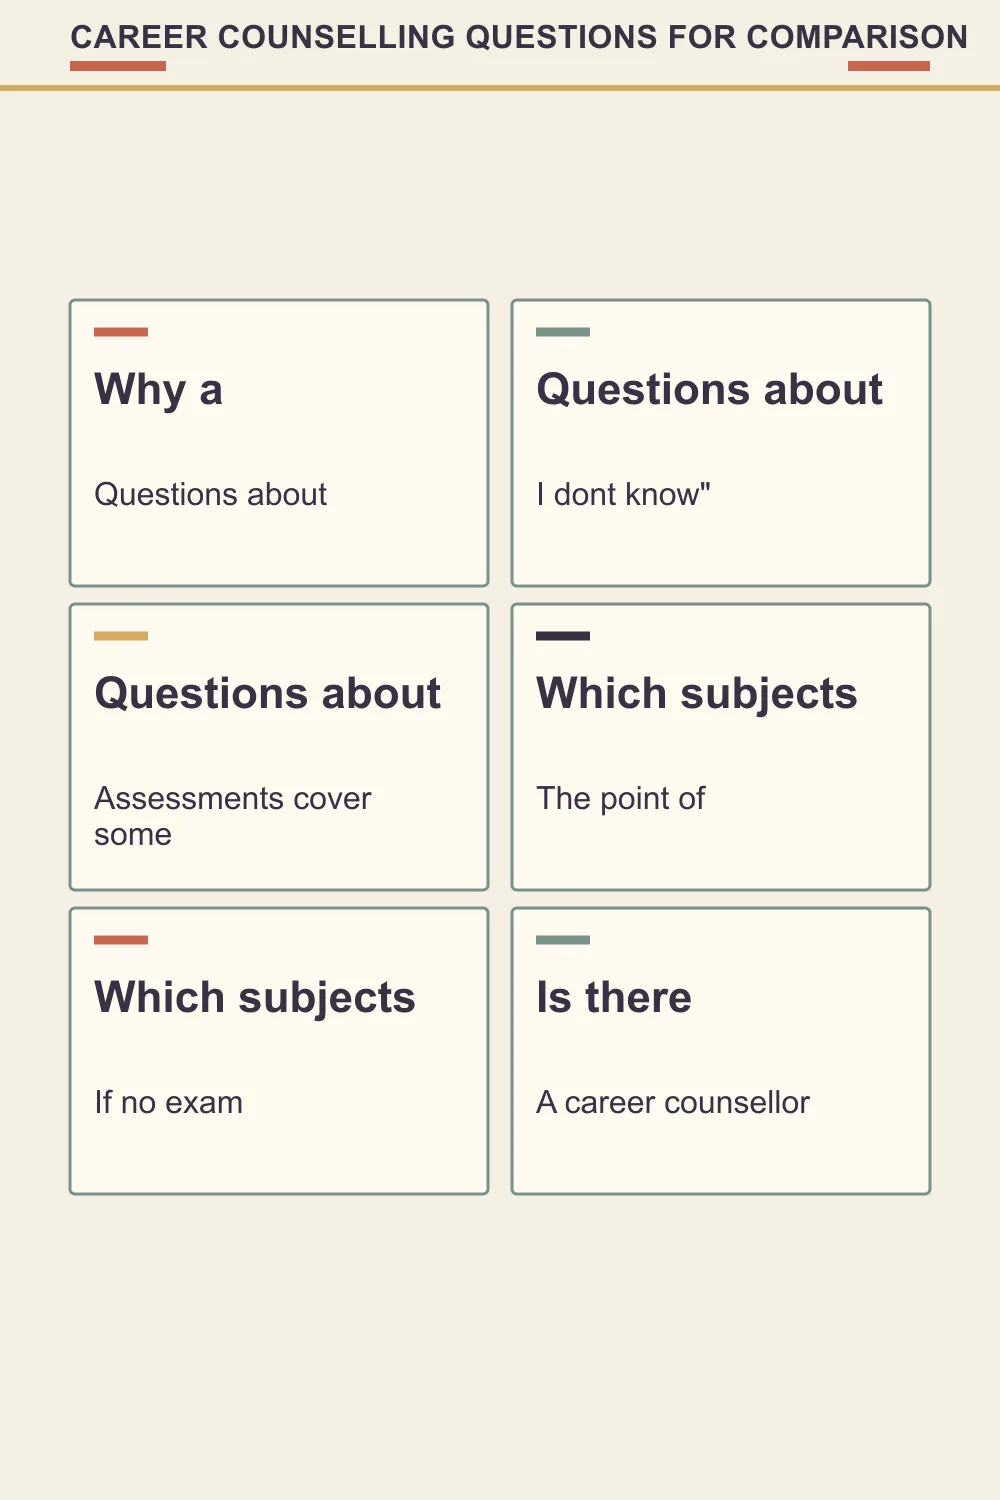 CAREER COUNSELLING QUESTIONS FOR COMPARISON
Why a
Questions about
Questions about
I dont know"
Questions about
Assessments cover
some
Which subjects
The point of
Which subjects
If no exam
Is there
A career counsellor